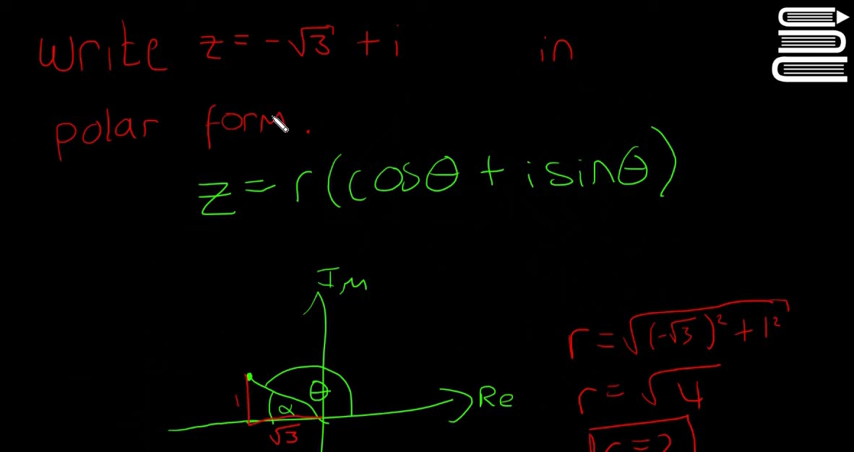 write z = -√3 + i in
polar form.
z = r(cosθ + i sinθ)
Im
r = √((-√3)² + 1²)
θ
1
α
Re
r = √4
√3
r = 2